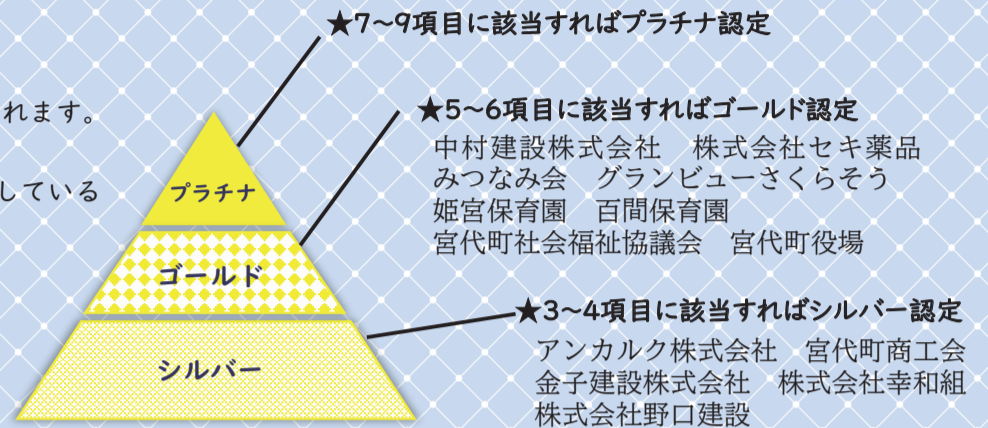 ★7~9項目に該当すればプラチナ認定
れます。
している
★5~6項目に該当すればゴールド認定
中村建設株式会社　株式会社セキ薬品
みつなみ会　グランビューさくらそう
姫宮保育園　百間保育園
宮代町社会福祉協議会　宮代町役場
★3~4項目に該当すればシルバー認定
アンカルク株式会社　宮代町商工会
金子建設株式会社　株式会社幸和組
株式会社野口建設
プラチナ
ゴールド
シルバー